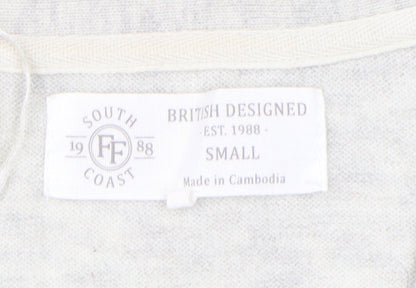 SOUTH
19 FF 88
COAST
BRITISH DESIGNED
- EST. 1988 -
SMALL
Made in Cambodia